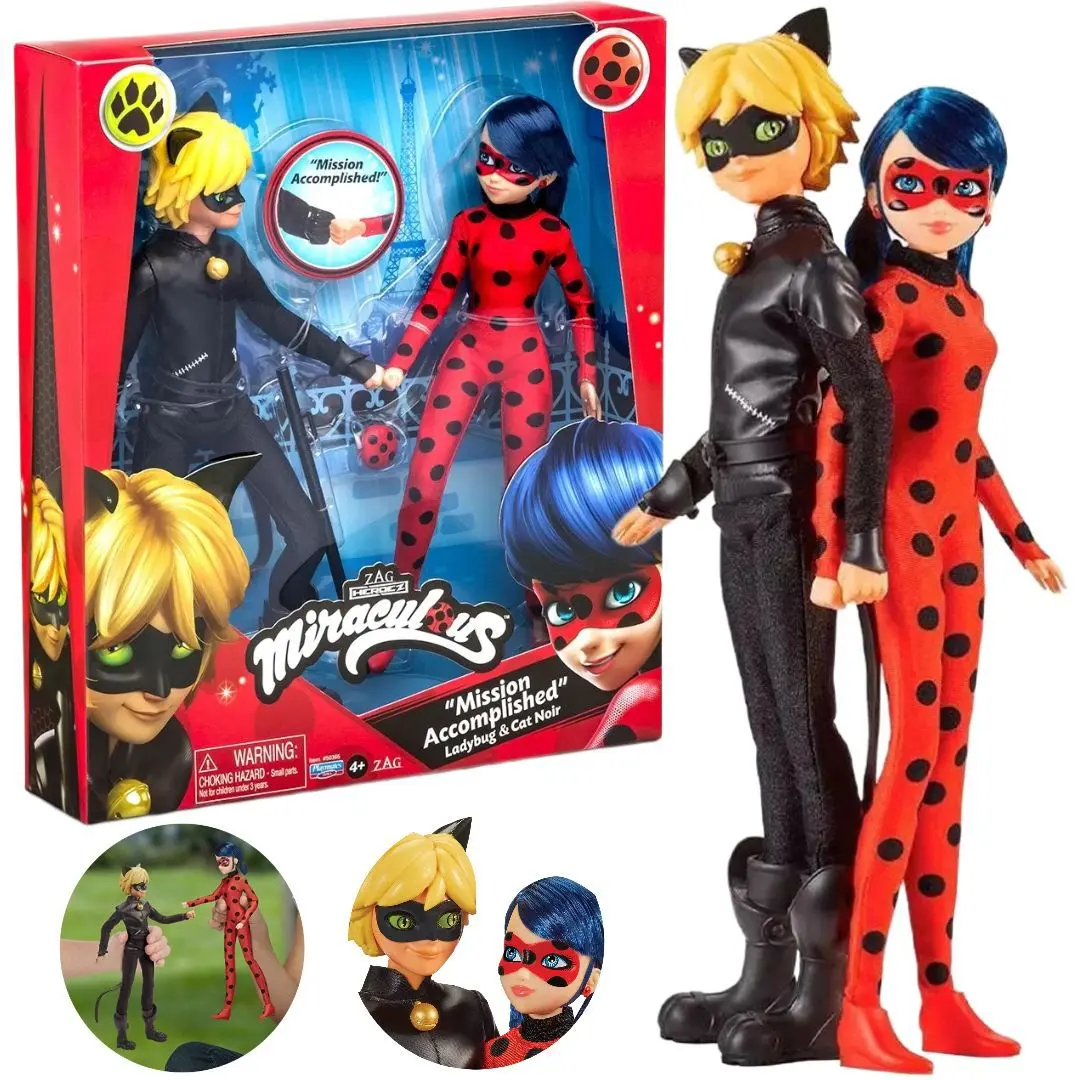 "Mission
Accomplished!"
ZAG
HEROEZ
Miraculous
"Mission
Accomplished"
Ladybug & Cat Noir
WARNING:
CHOKING HAZARD - Small parts.
Not for children under 3 years.
Playmates
4+
ZAG